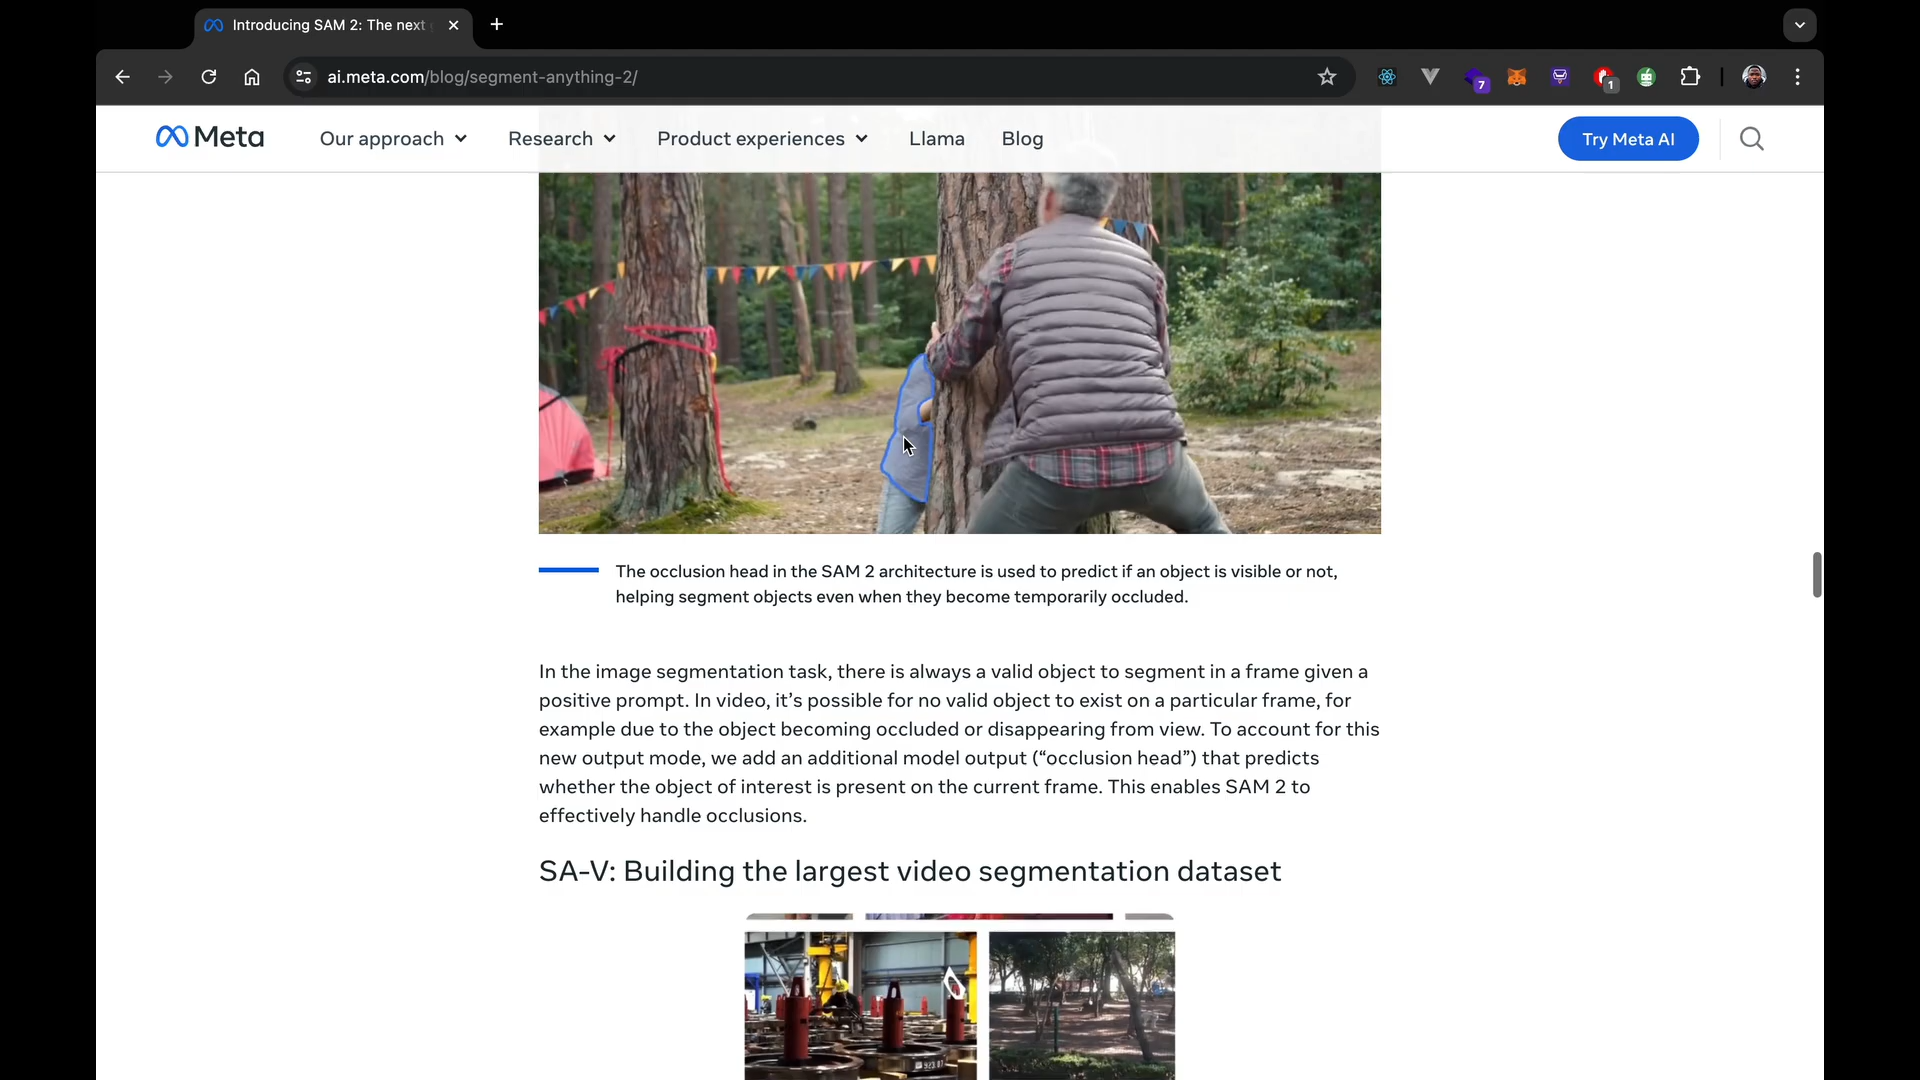 Introducing SAM 2: The next
ai.meta.com/blog/segment-anything-2/
7
1
Meta
Our approach
Research
Product experiences
Llama
Blog
Try Meta AI
The occlusion head in the SAM 2 architecture is used to predict if an object is visible or not,
helping segment objects even when they become temporarily occluded.
In the image segmentation task, there is always a valid object to segment in a frame given a
positive prompt. In video, it’s possible for no valid object to exist on a particular frame, for
example due to the object becoming occluded or disappearing from view. To account for this
new output mode, we add an additional model output (“occlusion head”) that predicts
whether the object of interest is present on the current frame. This enables SAM 2 to
effectively handle occlusions.
SA-V: Building the largest video segmentation dataset